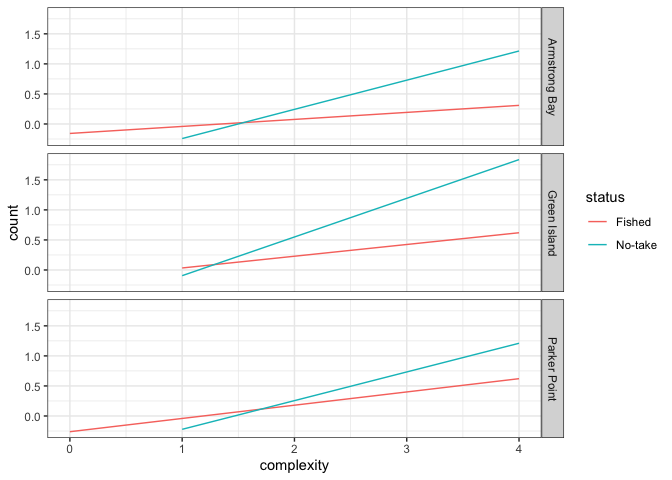 1.5
1.0
0.5
0.0
Armstrong Bay
1.5
1.0
0.5
0.0
Green Island
1.5
1.0
0.5
0.0
Parker Point
count
0 1 2 3 4
complexity
status
Fished
No-take